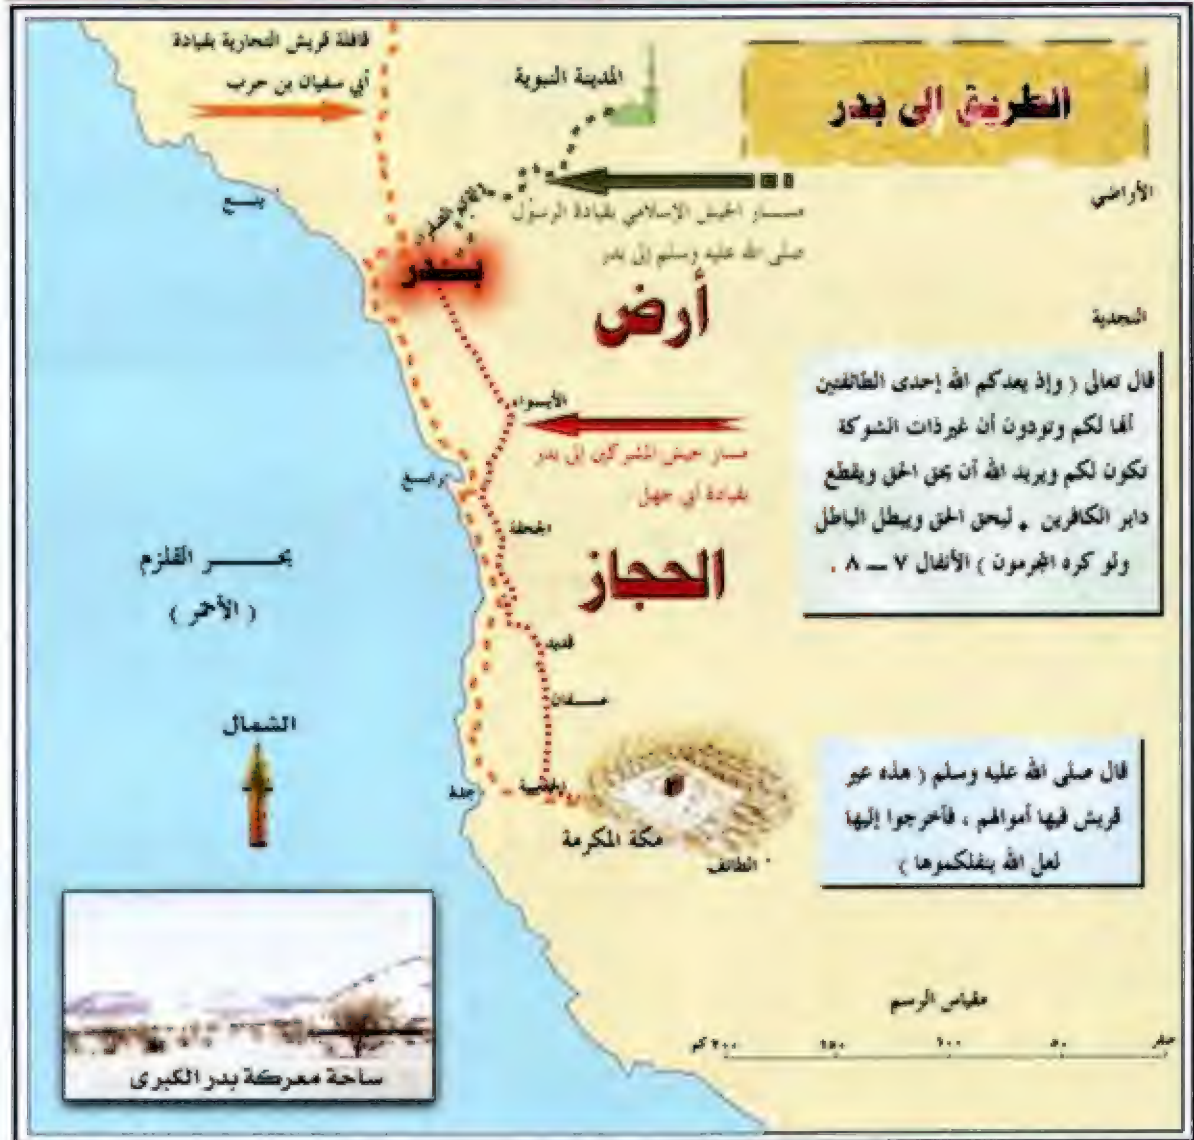 الطريق الى بدر
قافلة قريش التجارية بقيادة
أبي سفيان بن حرب
المدينة النبوية
مسار الجيش الإسلامي بقيادة الرسول
صلى الله عليه وسلم إلى بدر
الأراضي
النجدية
ينبع
الصفراء
بدر
أرض
الحجاز
قال تعالى ( وإذ يعدكم الله إحدى الطائفتين
أنها لكم وتودون أن غير ذات الشوكة
تكون لكم ويريد الله أن يحق الحق ويقطع
دابر الكافرين . ليحق الحق ويبطل الباطل
ولو كره المجرمون ) الأنفال ٧ – ٨ .
الأبواء
مسار جيش المشركين إلى بدر
بقيادة أبي جهل
رابغ
الجحفة
بحر القلزم
( الأحمر )
قديد
عسفان
الشمال
الحديبية
جدة
مكة المكرمة
الطائف
قال صلى الله عليه وسلم ( هذه عير
قريش فيها أموالهم ، فأخرجوا إليها
لعل الله ينفلكموها )
مقياس الرسم
صفر ٥٠ ١٠٠ ١٥٠ ٢٠٠ كم
ساحة معركة بدر الكبرى